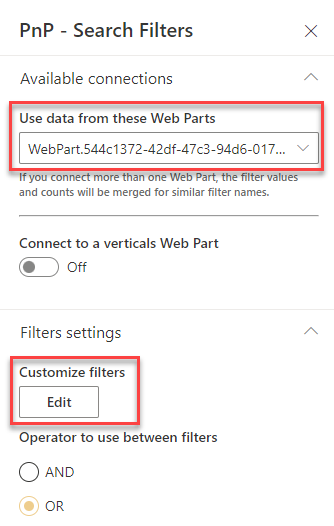 PnP - Search Filters
Available connections
Use data from these Web Parts
WebPart.544c1372-42df-47c3-94d6-017...
If you connect more than one Web Part, the filter values
and counts will be merged for similar filter names.
Connect to a verticals Web Part
Off
Filters settings
Customize filters
Edit
Operator to use between filters
AND
OR